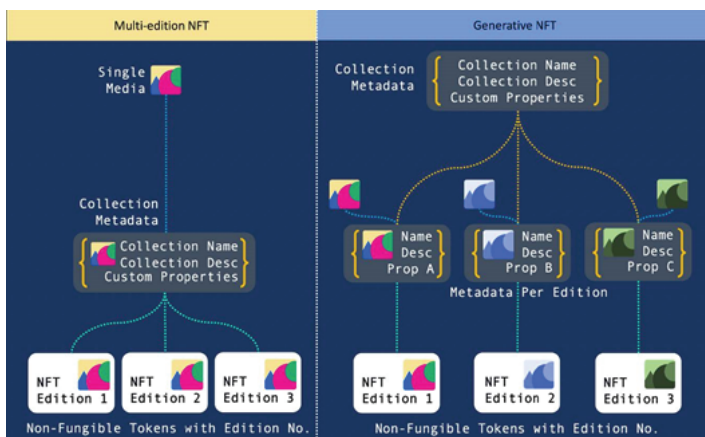 Multi-edition NFT
Single
Media
Collection
Metadata
Collection Name
Collection Desc
Custom Properties
NFT
Edition 1
NFT
Edition 2
NFT
Edition 3
Non-Fungible Tokens with Edition No.
Generative NFT
Collection
Metadata
Collection Name
Collection Desc
Custom Properties
Name
Desc
Prop A
Name
Desc
Prop B
Name
Desc
Prop C
Metadata Per Edition
NFT
Edition 1
NFT
Edition 2
NFT
Edition 3
Non-Fungible Tokens with Edition No.